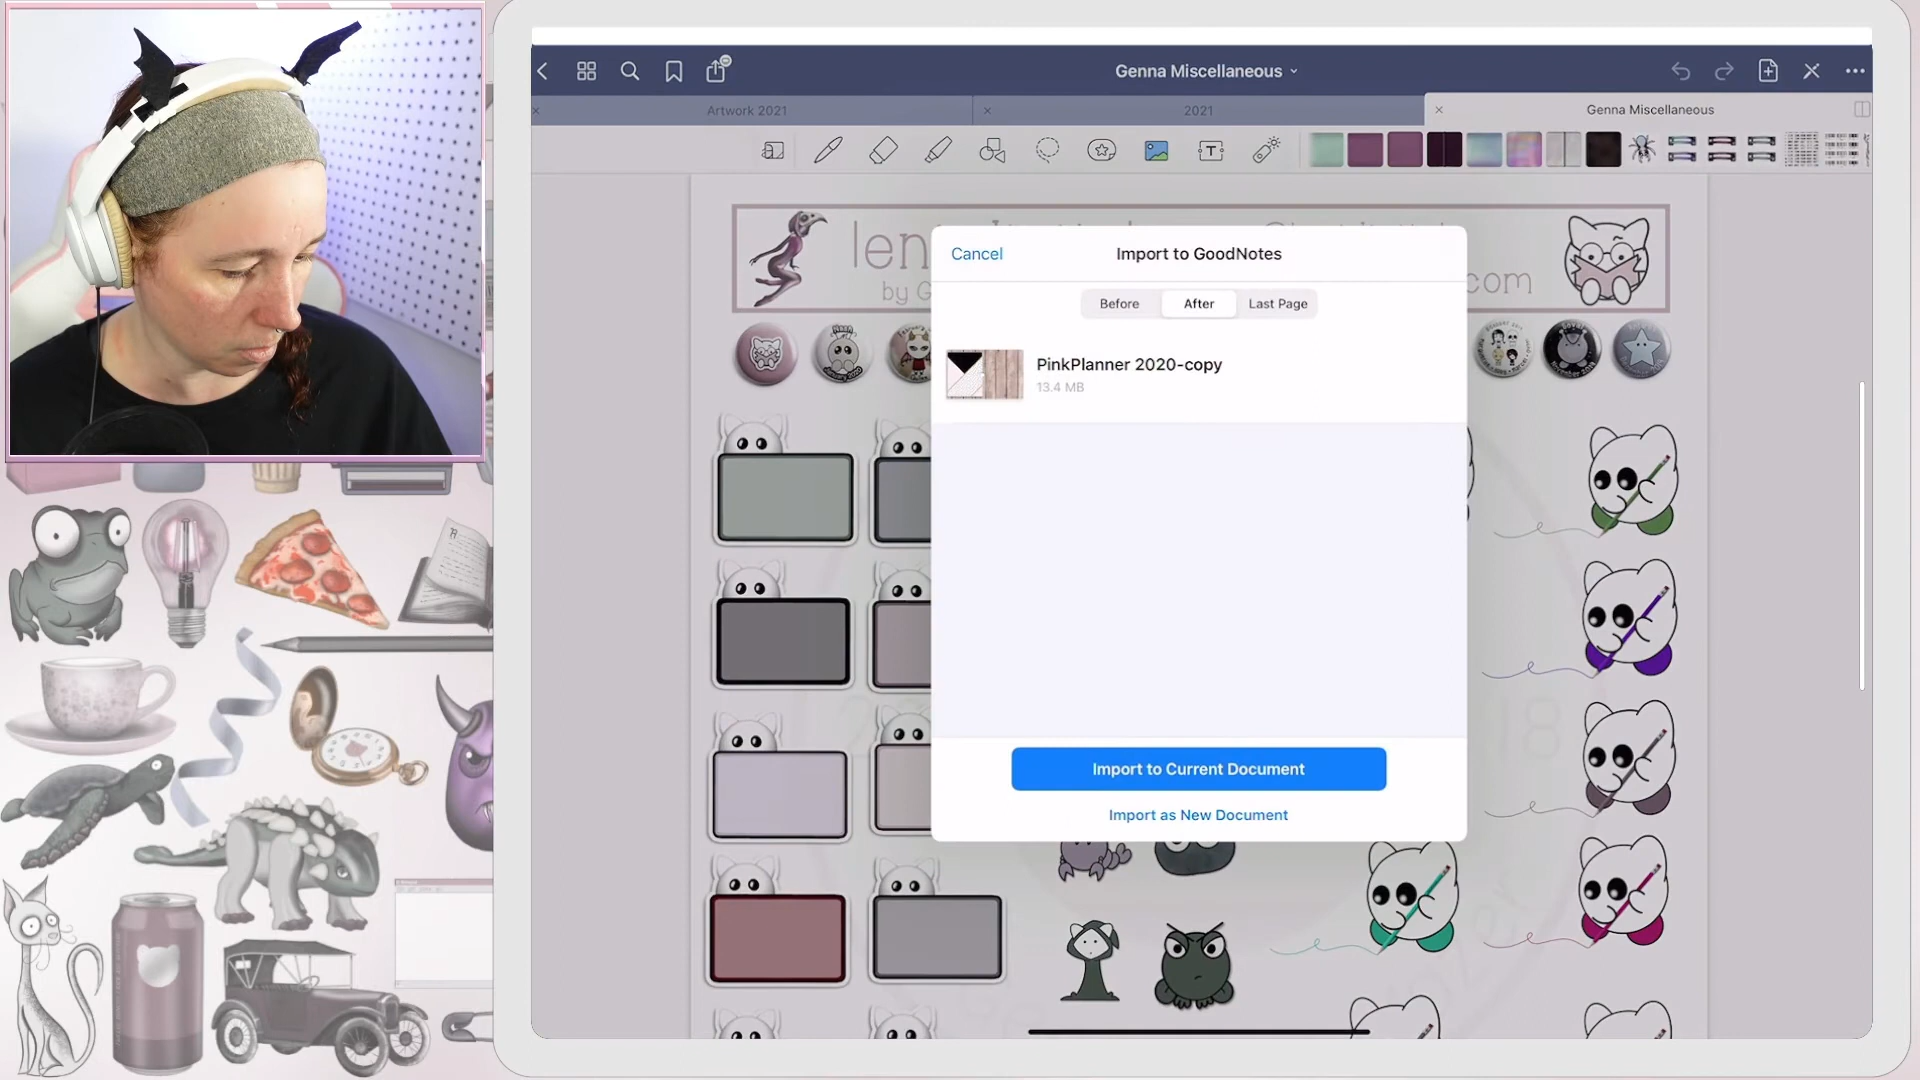 Genna Miscellaneous
Artwork 2021
2021
Genna Miscellaneous
len
by G
com
Cancel
Import to GoodNotes
Before
After
Last Page
PinkPlanner 2020-copy
13.4 MB
Import to Current Document
Import as New Document